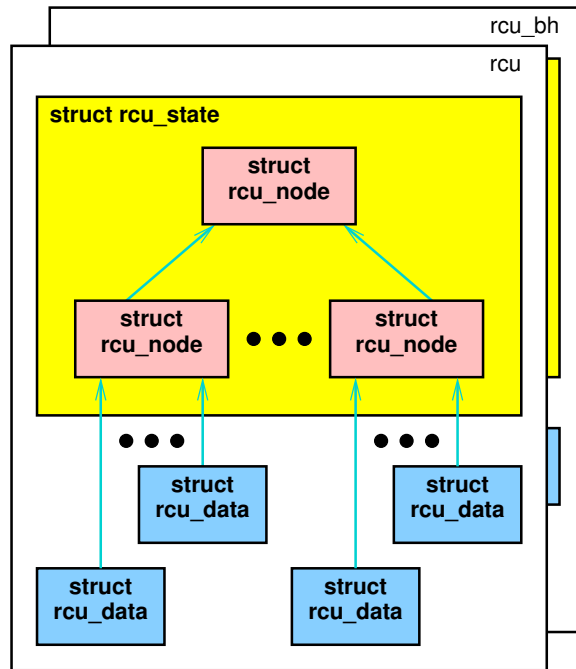 rcu_bh
rcu
struct rcu_state
struct
rcu_node
struct
rcu_node
struct
rcu_node
struct
rcu_data
struct
rcu_data
struct
rcu_data
struct
rcu_data